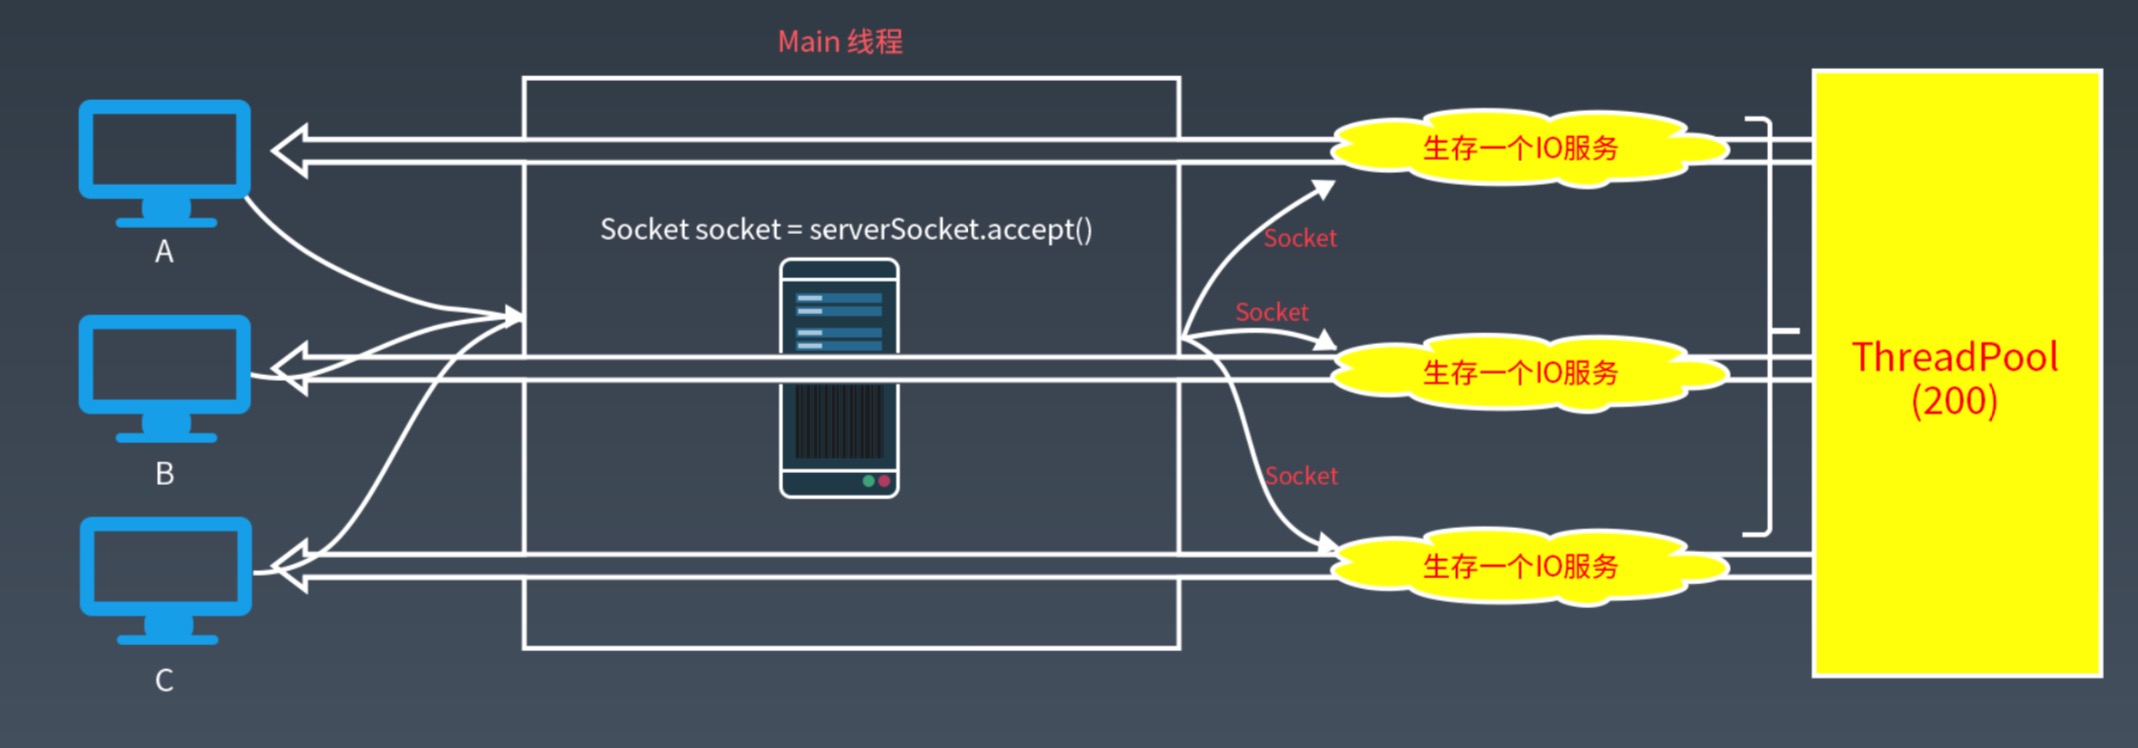 Main 线程
A
Socket socket = serverSocket.accept()
B
C
Socket
Socket
Socket
生存一个IO服务
生存一个IO服务
生存一个IO服务
ThreadPool
(200)